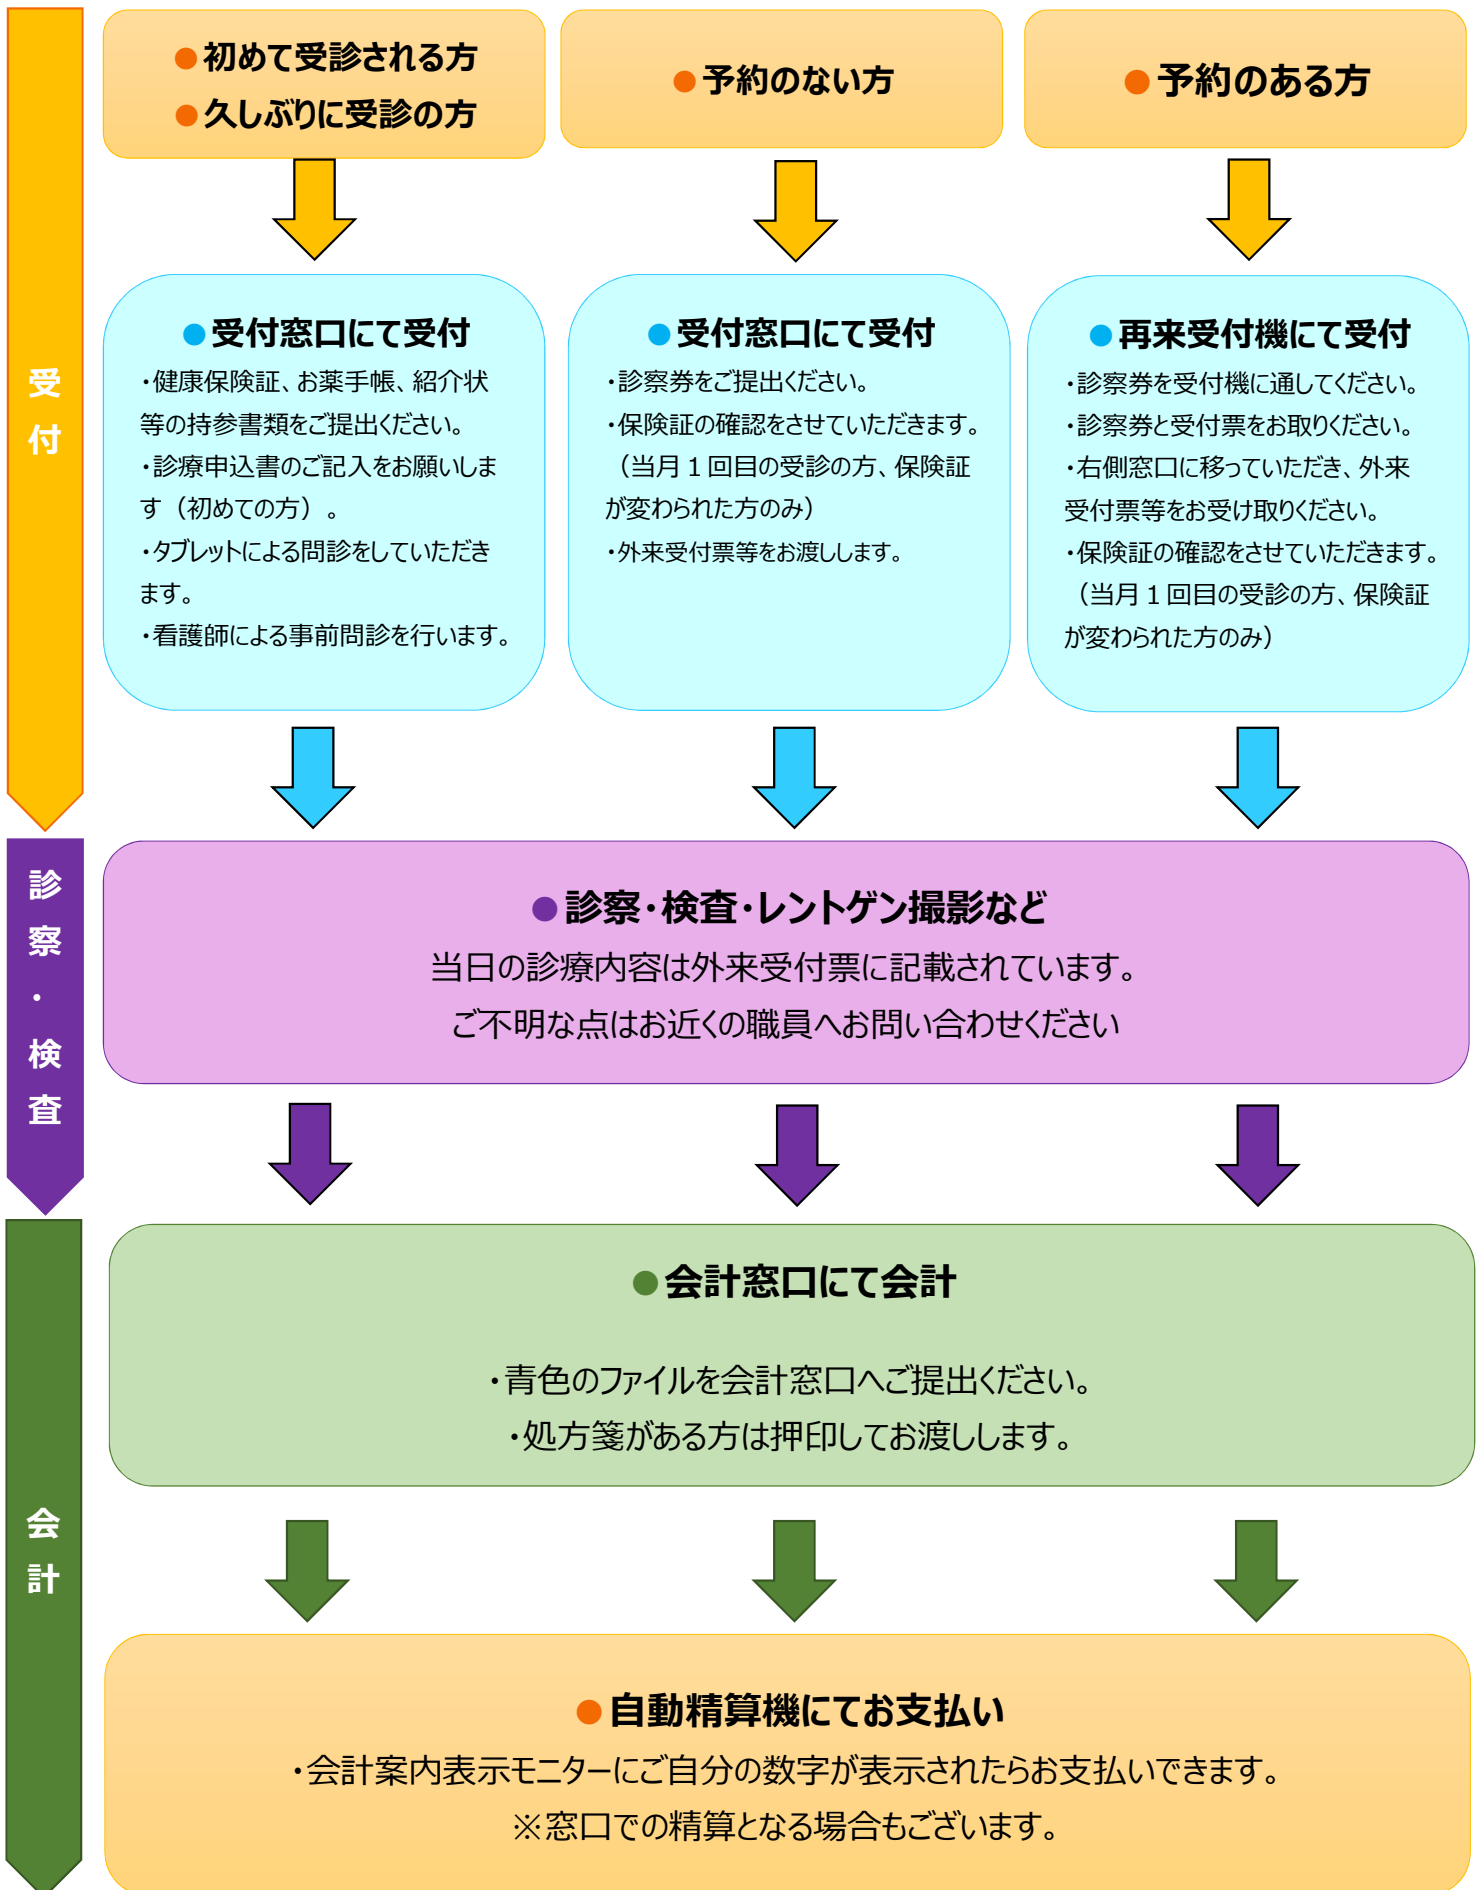 受付
●初めて受診される方
●久しぶりに受診の方
●予約のない方
●予約のある方
●受付窓口にて受付
・健康保険証、お薬手帳、紹介状
等の持参書類をご提出ください。
・診療申込書のご記入をお願いしま
す（初めての方）。
・タブレットによる問診をしていただき
ます。
・看護師による事前問診を行います。
●受付窓口にて受付
・診察券をご提出ください。
・保険証の確認をさせていただきます。
（当月１回目の受診の方、保険証
が変わられた方のみ）
・外来受付票等をお渡しします。
●再来受付機にて受付
・診察券を受付機に通してください。
・診察券と受付票をお取りください。
・右側窓口に移っていただき、外来
受付票等をお受け取りください。
・保険証の確認をさせていただきます。
（当月１回目の受診の方、保険証
が変わられた方のみ）
診察・検査
●診察・検査・レントゲン撮影など
当日の診療内容は外来受付票に記載されています。
ご不明な点はお近くの職員へお問い合わせください
会計
●会計窓口にて会計
・青色のファイルを会計窓口へご提出ください。
・処方箋がある方は押印してお渡しします。
●自動精算機にてお支払い
・会計案内表示モニターにご自分の数字が表示されたらお支払いできます。
※窓口での精算となる場合もございます。